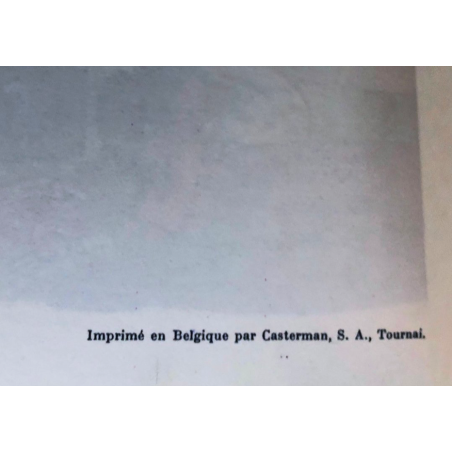 Imprimé en Belgique par Casterman, S. A., Tournai.